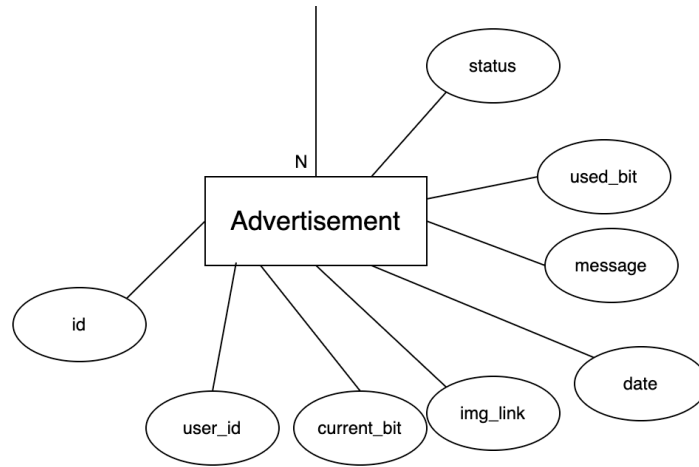 status
N
used_bit
Advertisement
message
id
date
user_id
current_bit
img_link